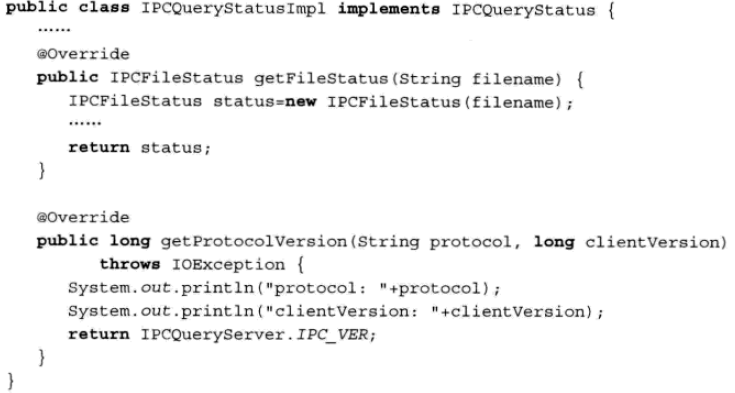 public class IPCQueryStatusImpl implements IPCQueryStatus {
......
@Override
public IPCFileStatus getFileStatus(String filename) {
IPCFileStatus status=new IPCFileStatus(filename);
......
return status;
}
@Override
public long getProtocolVersion(String protocol, long clientVersion)
throws IOException {
System.out.println("protocol: "+protocol);
System.out.println("clientVersion: "+clientVersion);
return IPCQueryServer.IPC_VER;
}
}